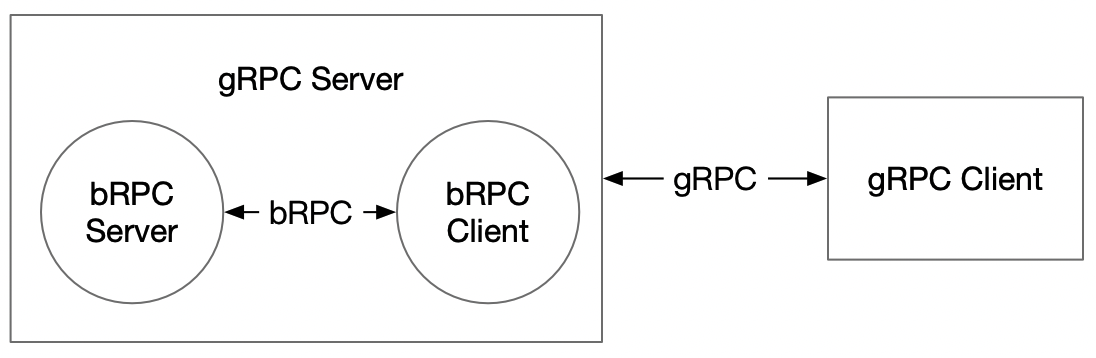 gRPC Server
bRPC
Server
bRPC
bRPC
Client
gRPC
gRPC Client